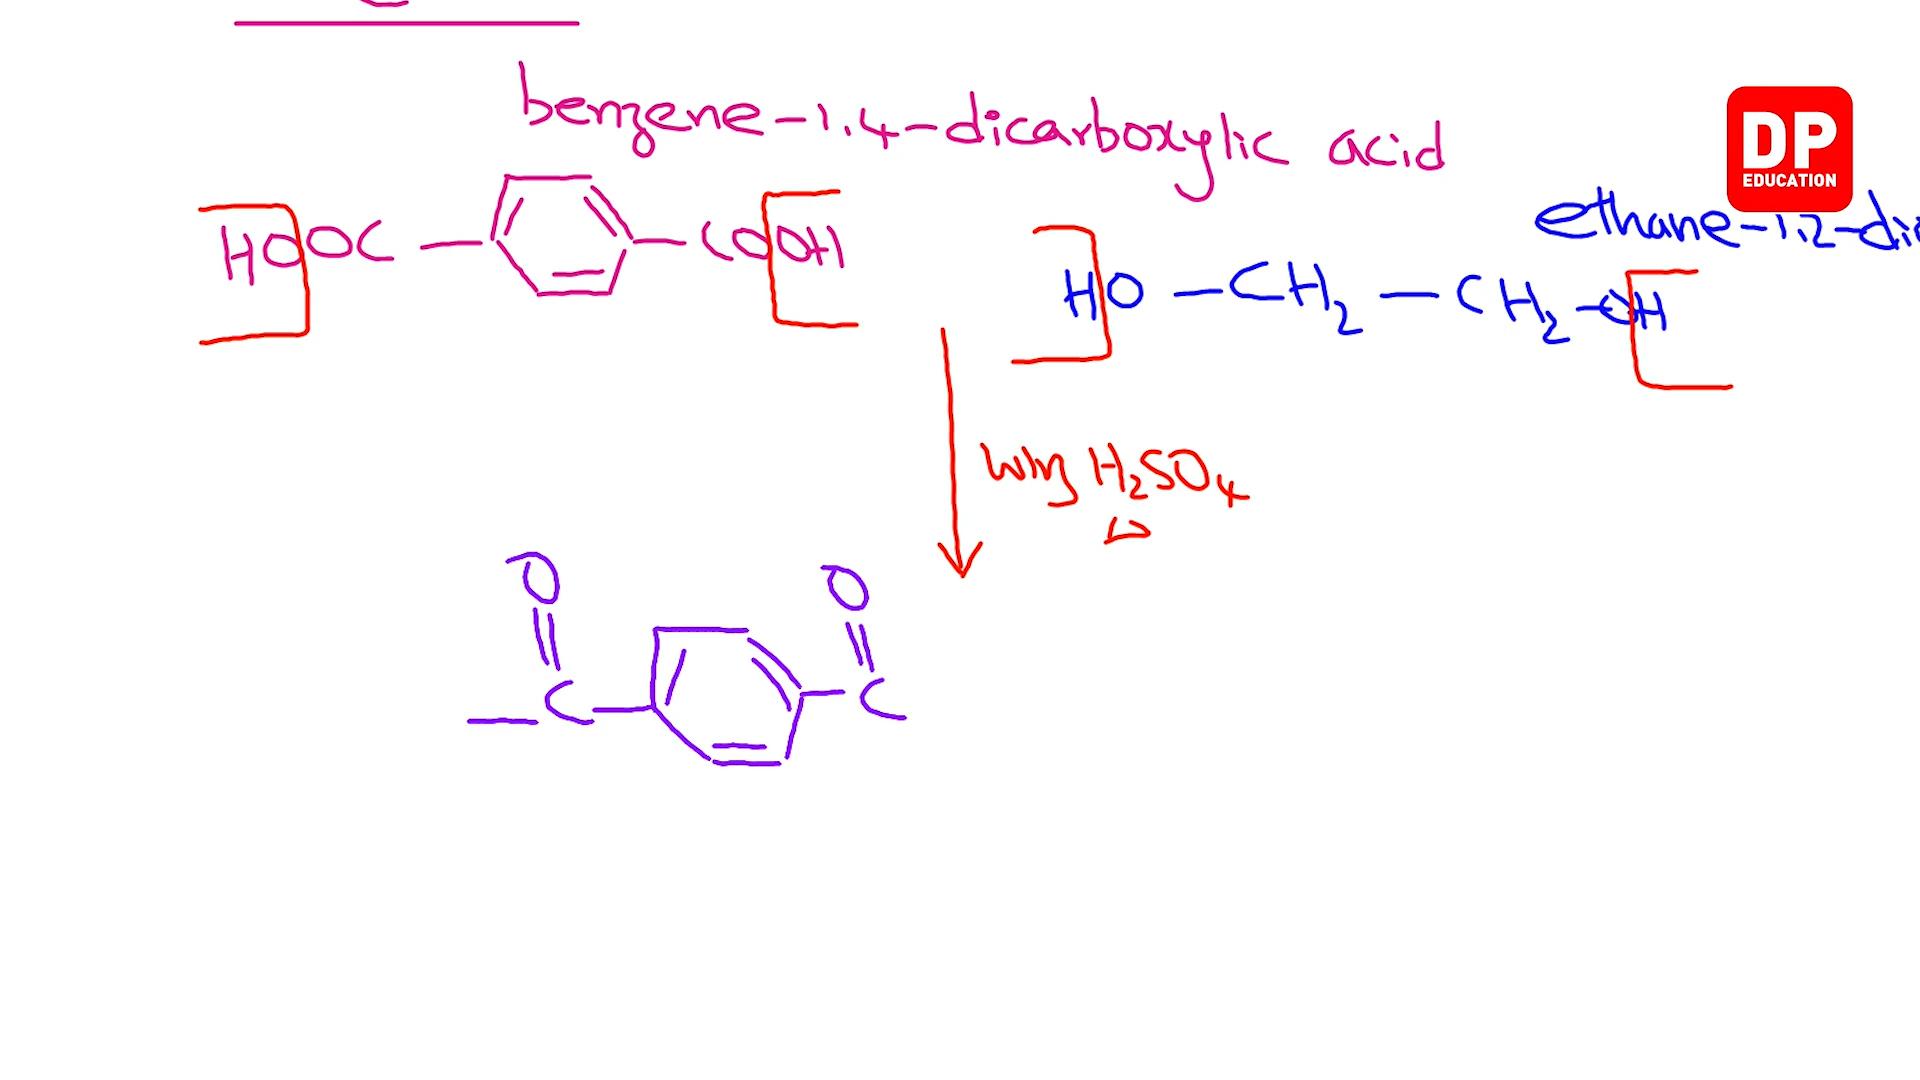 benzene-1.4-dicarboxylic acid
DP
EDUCATION
ethane-1,2-di
HOOC — COOH
HO — CH2 — CH2 - OH
H2SO4
Δ
O O
— C — C